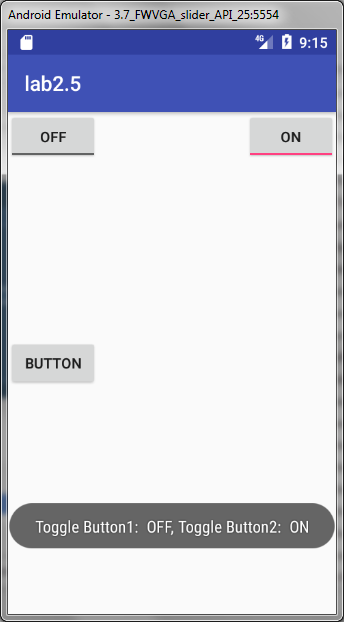 Android Emulator - 3.7_FWVGA_slider_API_25:5554
4G 9:15
lab2.5
OFF ON
BUTTON
Toggle Button1: OFF, Toggle Button2: ON